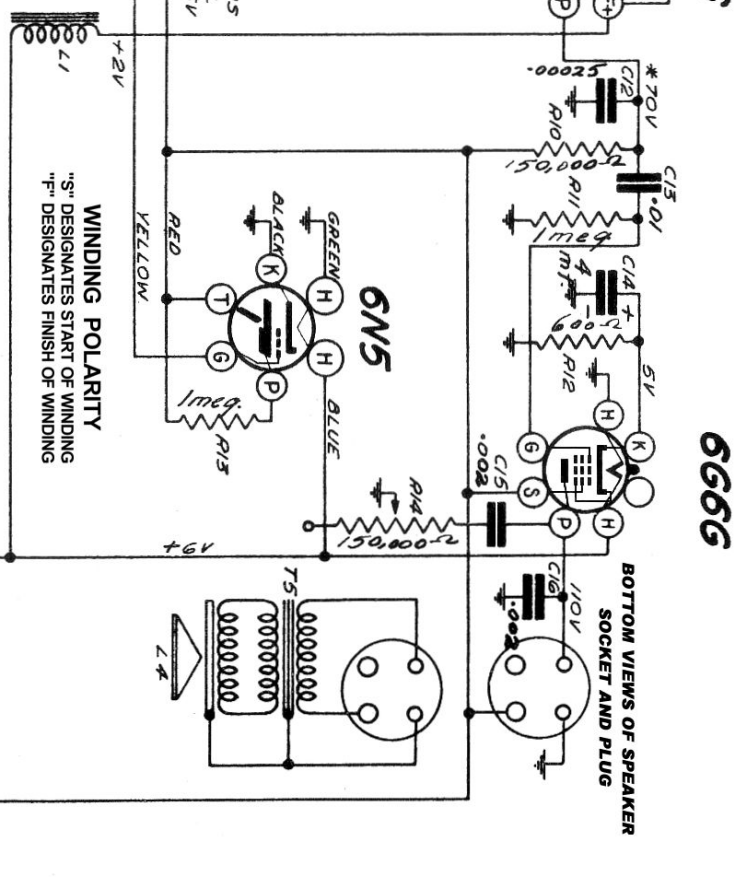 6G6G
BOTTOM VIEWS OF SPEAKER
SOCKET AND PLUG
P
F+
*70V
C12
.00025
R10
150,000 Ω
C13
.01
R11
1meg
C14 +
4
mf.
R12
600 Ω
5V
H
K
G
S
P
H
C15
.002
R14
150,000 Ω
C16
.002
110V
6N5
GREEN
BLACK
BLUE
RED
YELLOW
H
H
K
T
G
P
1meg.
R13
+6V
+2V
L1
T5
L4
WINDING POLARITY
"S" DESIGNATES START OF WINDING
"F" DESIGNATES FINISH OF WINDING